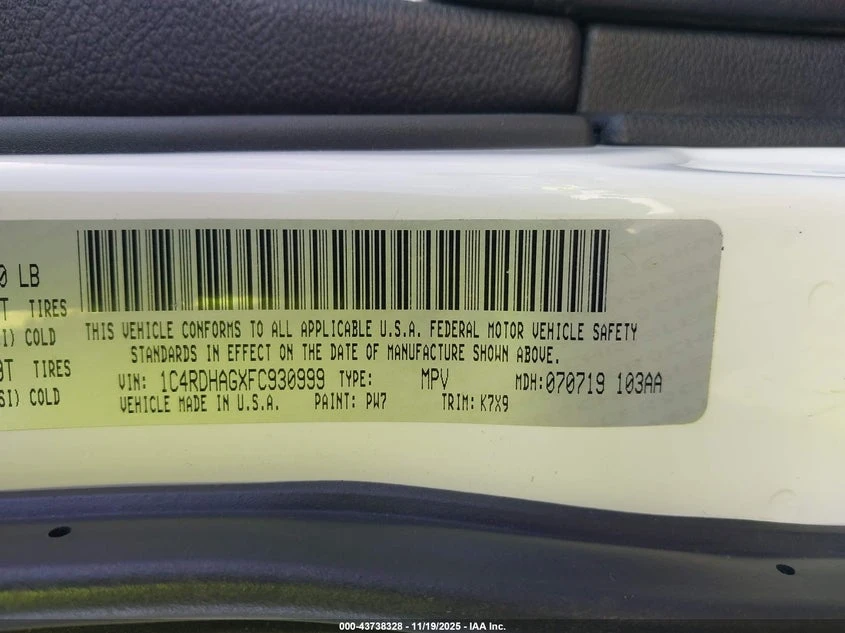 0 LB
T TIRES
I) COLD
T TIRES
SI) COLD
THIS VEHICLE CONFORMS TO ALL APPLICABLE U.S.A. FEDERAL MOTOR VEHICLE SAFETY
STANDARDS IN EFFECT ON THE DATE OF MANUFACTURE SHOWN ABOVE.
VIN: 1C4RDHAGXFC930999 TYPE: MPV MDH:070719 103AA
VEHICLE MADE IN U.S.A. PAINT: PW7 TRIM: K7X9
000-43738328 - 11/19/2025 - IAA Inc.